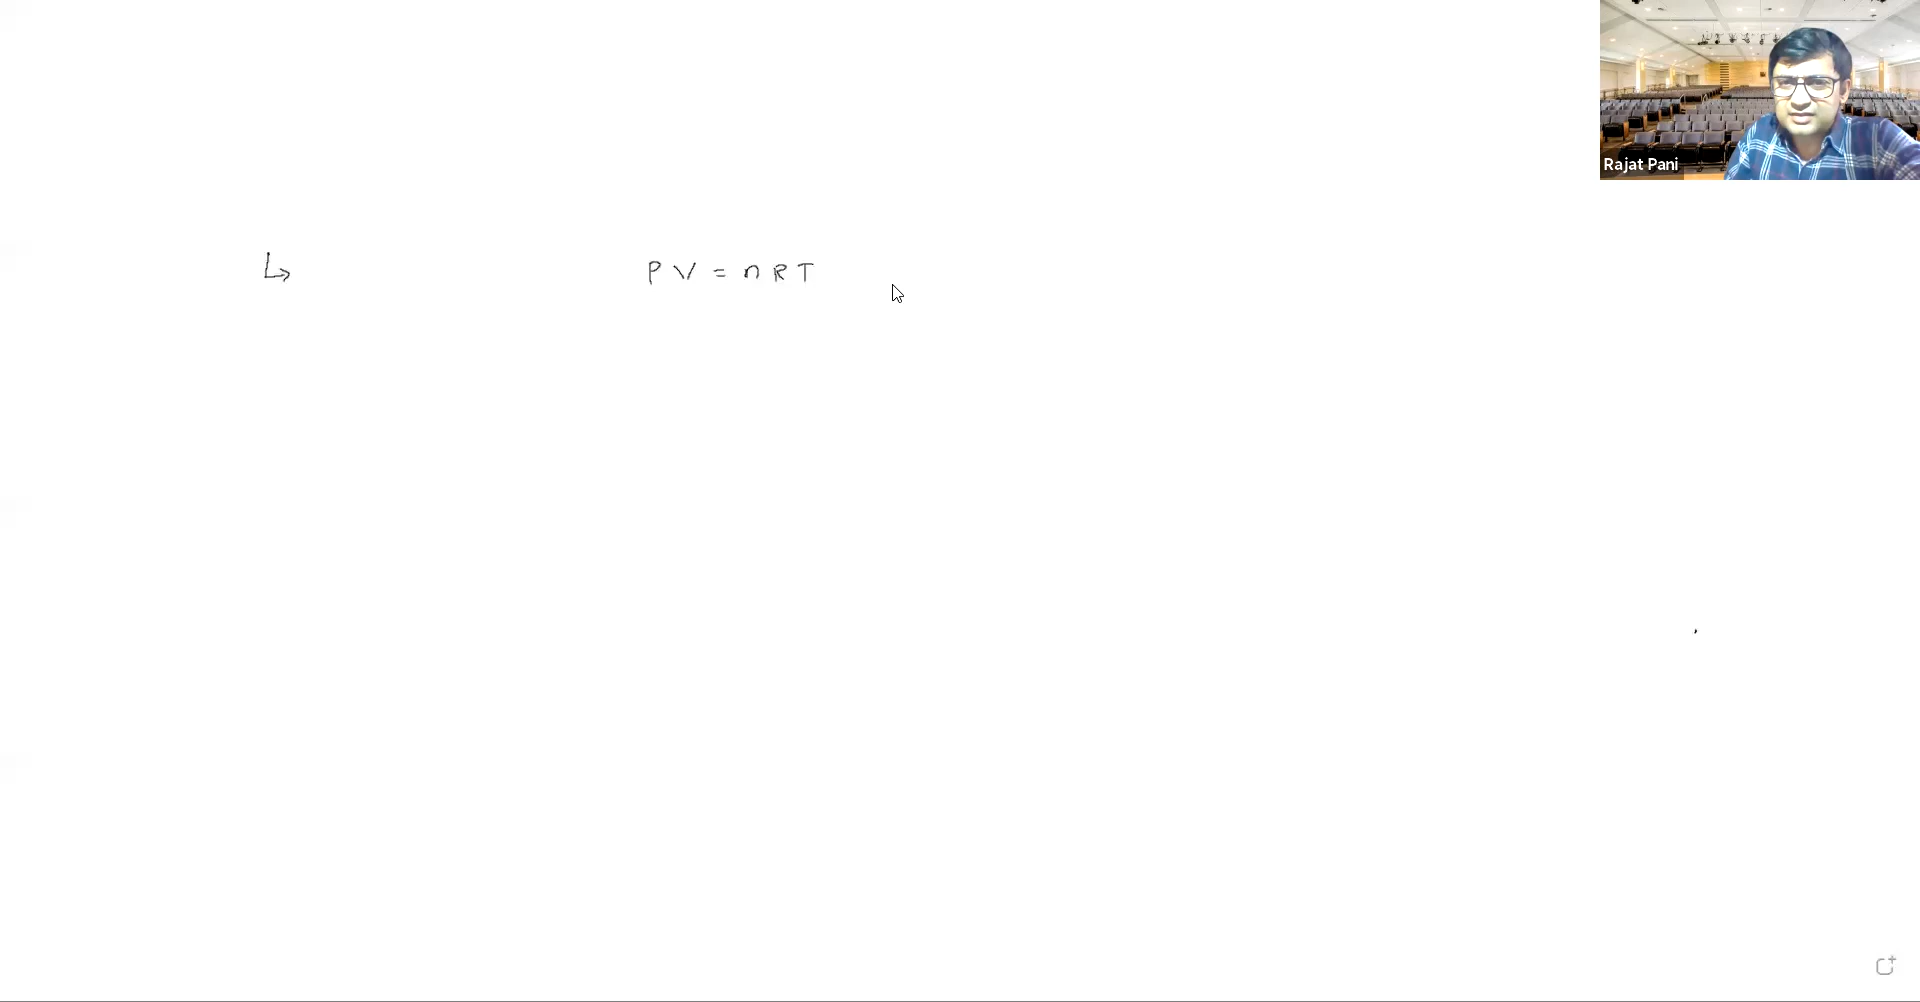 Rajat Pani
↳ PV = nRT